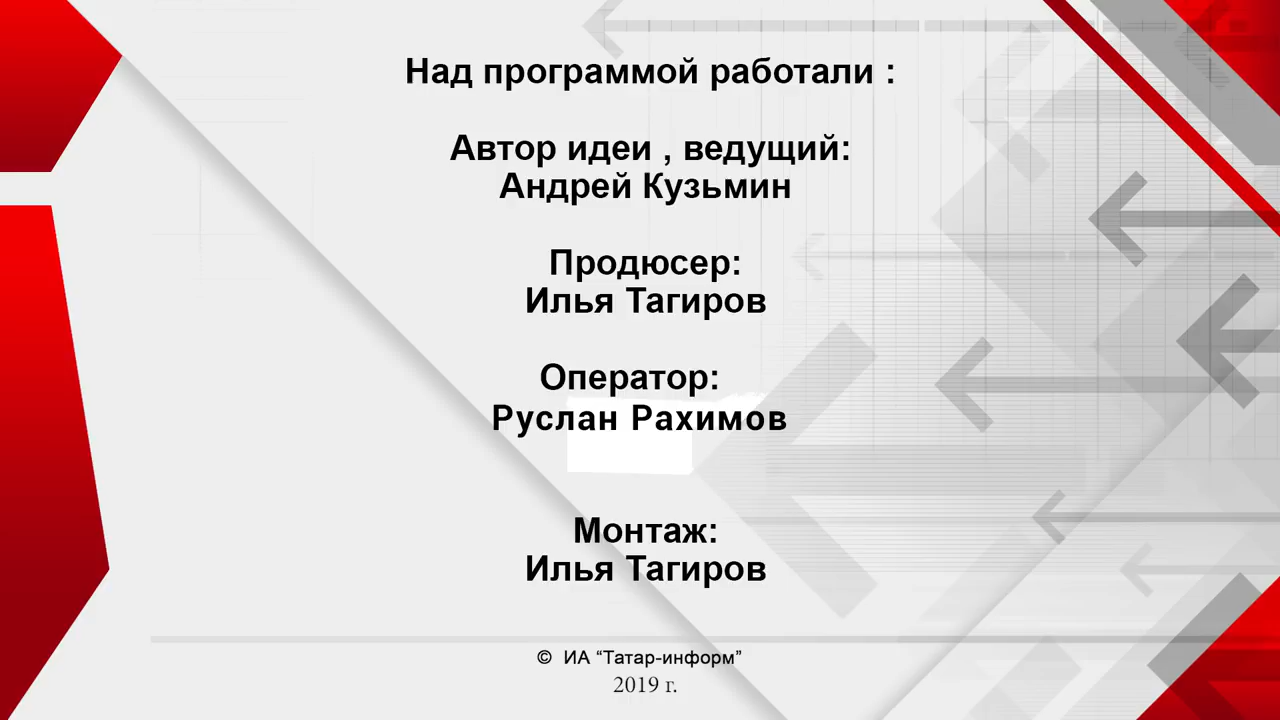 Над программой работали :
Автор идеи , ведущий:
Андрей Кузьмин
Продюсер:
Илья Тагиров
Оператор:
Руслан Рахимов
Монтаж:
Илья Тагиров
© ИА “Татар-информ”
2019 г.